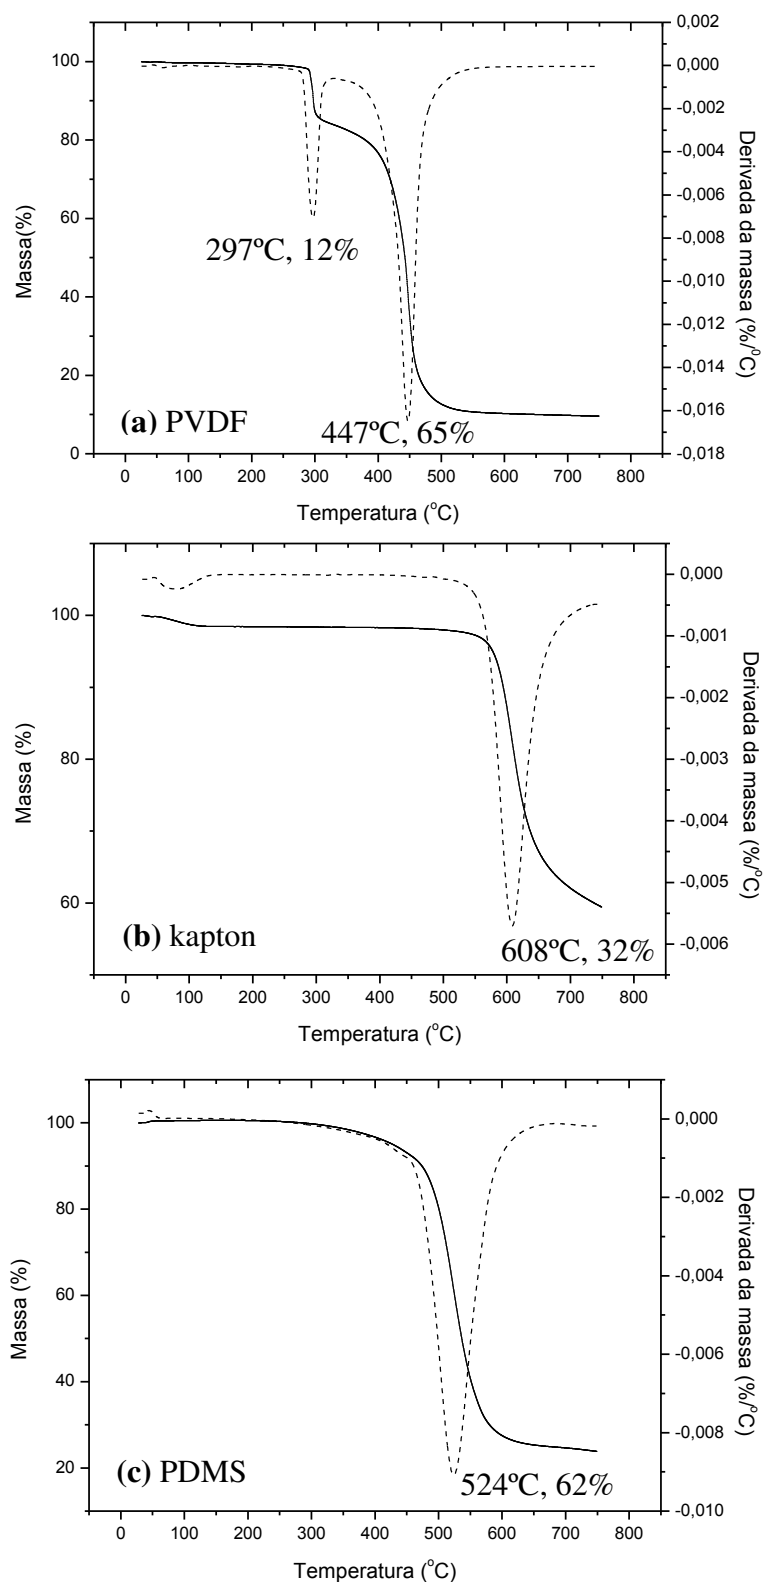 0,002
0,000
-0,002
-0,004
-0,006
-0,008
-0,010
-0,012
-0,014
-0,016
-0,018
Derivada da massa (%/⁰C)
100
80
60
40
20
0
Massa(%)
297ºC, 12%
447ºC, 65%
(a) PVDF
0 100 200 300 400 500 600 700 800
Temperatura (°C)
100
80
60
Massa (%)
0,000
-0,001
-0,002
-0,003
-0,004
-0,005
-0,006
Derivada da massa (%/°C)
(b) kapton
608ºC, 32%
0 100 200 300 400 500 600 700 800
Temperatura (°C)
100
80
60
40
20
Massa (%)
0,000
-0,002
-0,004
-0,006
-0,008
-0,010
Derivada da massa (%/°C)
(c) PDMS
524ºC, 62%
0 100 200 300 400 500 600 700 800
Temperatura (°C)